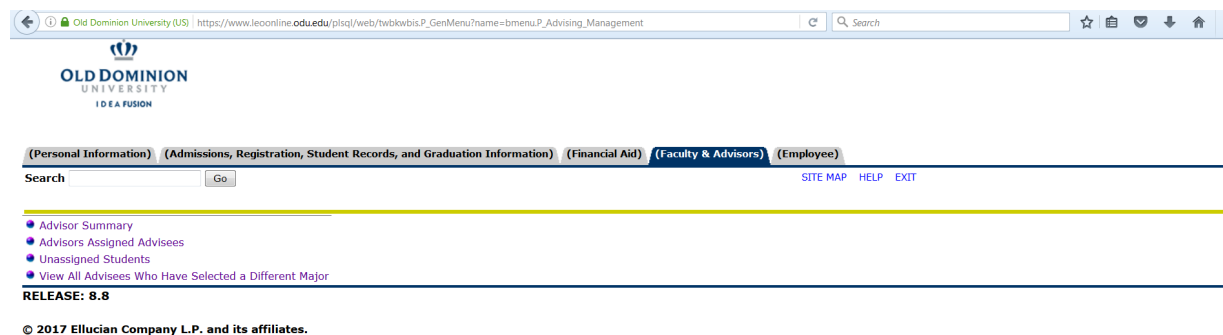 Old Dominion University (US) https://www.leoonline.odu.edu/plsql/web/twbkwbis.P_GenMenu?name=bmenu.P_Advising_Management Search
OLD DOMINION
UNIVERSITY
IDEA FUSION
(Personal Information) (Admissions, Registration, Student Records, and Graduation Information) (Financial Aid) (Faculty & Advisors) (Employee)
Search Go SITE MAP HELP EXIT
Advisor Summary
Advisors Assigned Advisees
Unassigned Students
View All Advisees Who Have Selected a Different Major
RELEASE: 8.8
© 2017 Ellucian Company L.P. and its affiliates.